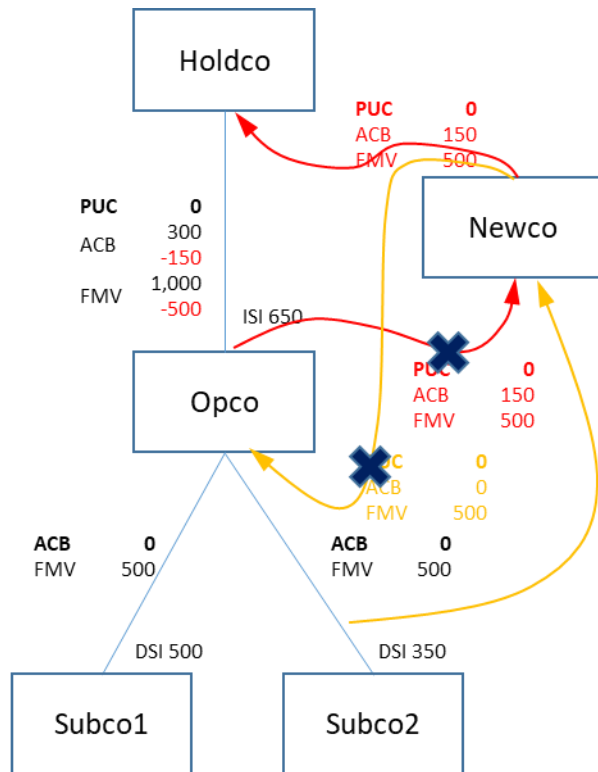 Holdco
PUC 0
ACB 150
FMV 500
Newco
PUC 0
ACB 300
-150
FMV 1,000
-500
ISI 650
PUC 0
ACB 150
FMV 500
Opco
PUC 0
ACB 0
FMV 500
ACB 0
FMV 500
ACB 0
FMV 500
DSI 500
DSI 350
Subco1
Subco2